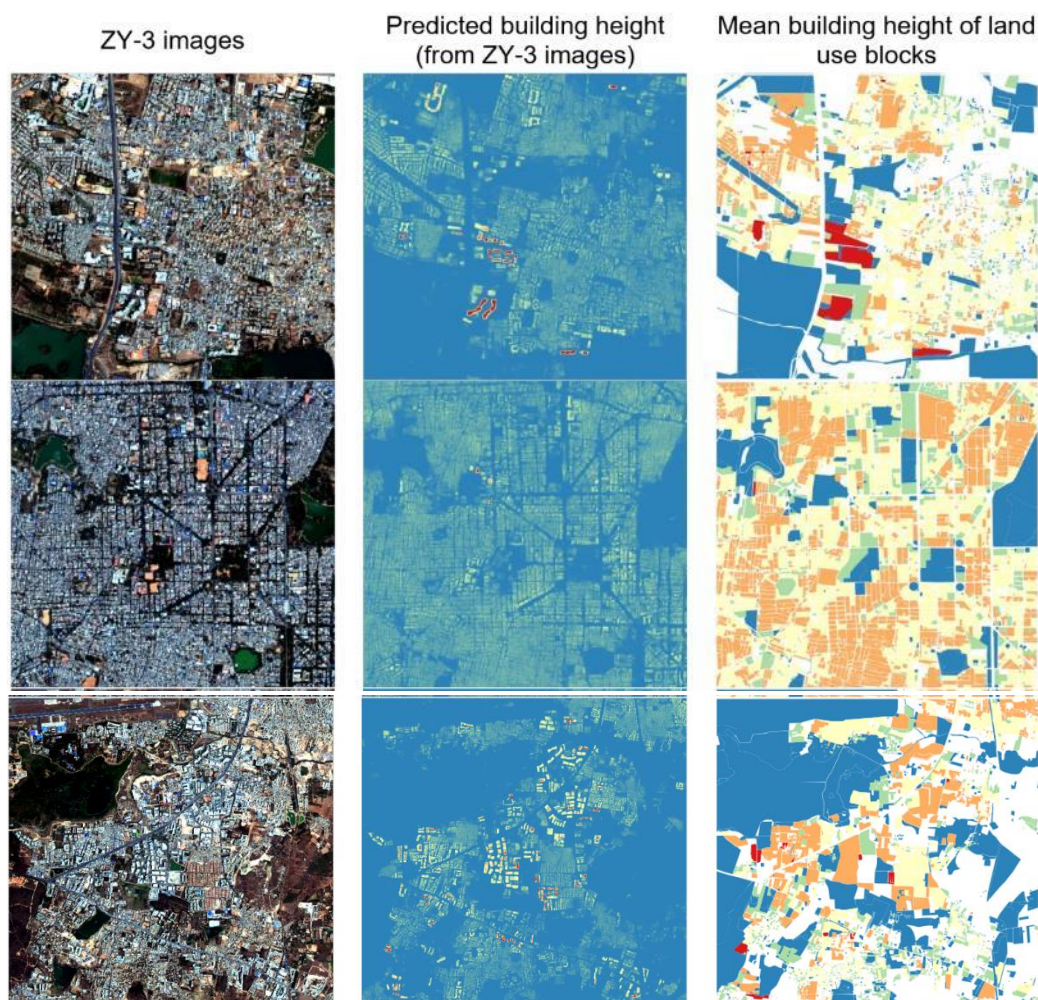 ZY-3 images
Predicted building height
(from ZY-3 images)
Mean building height of land
use blocks